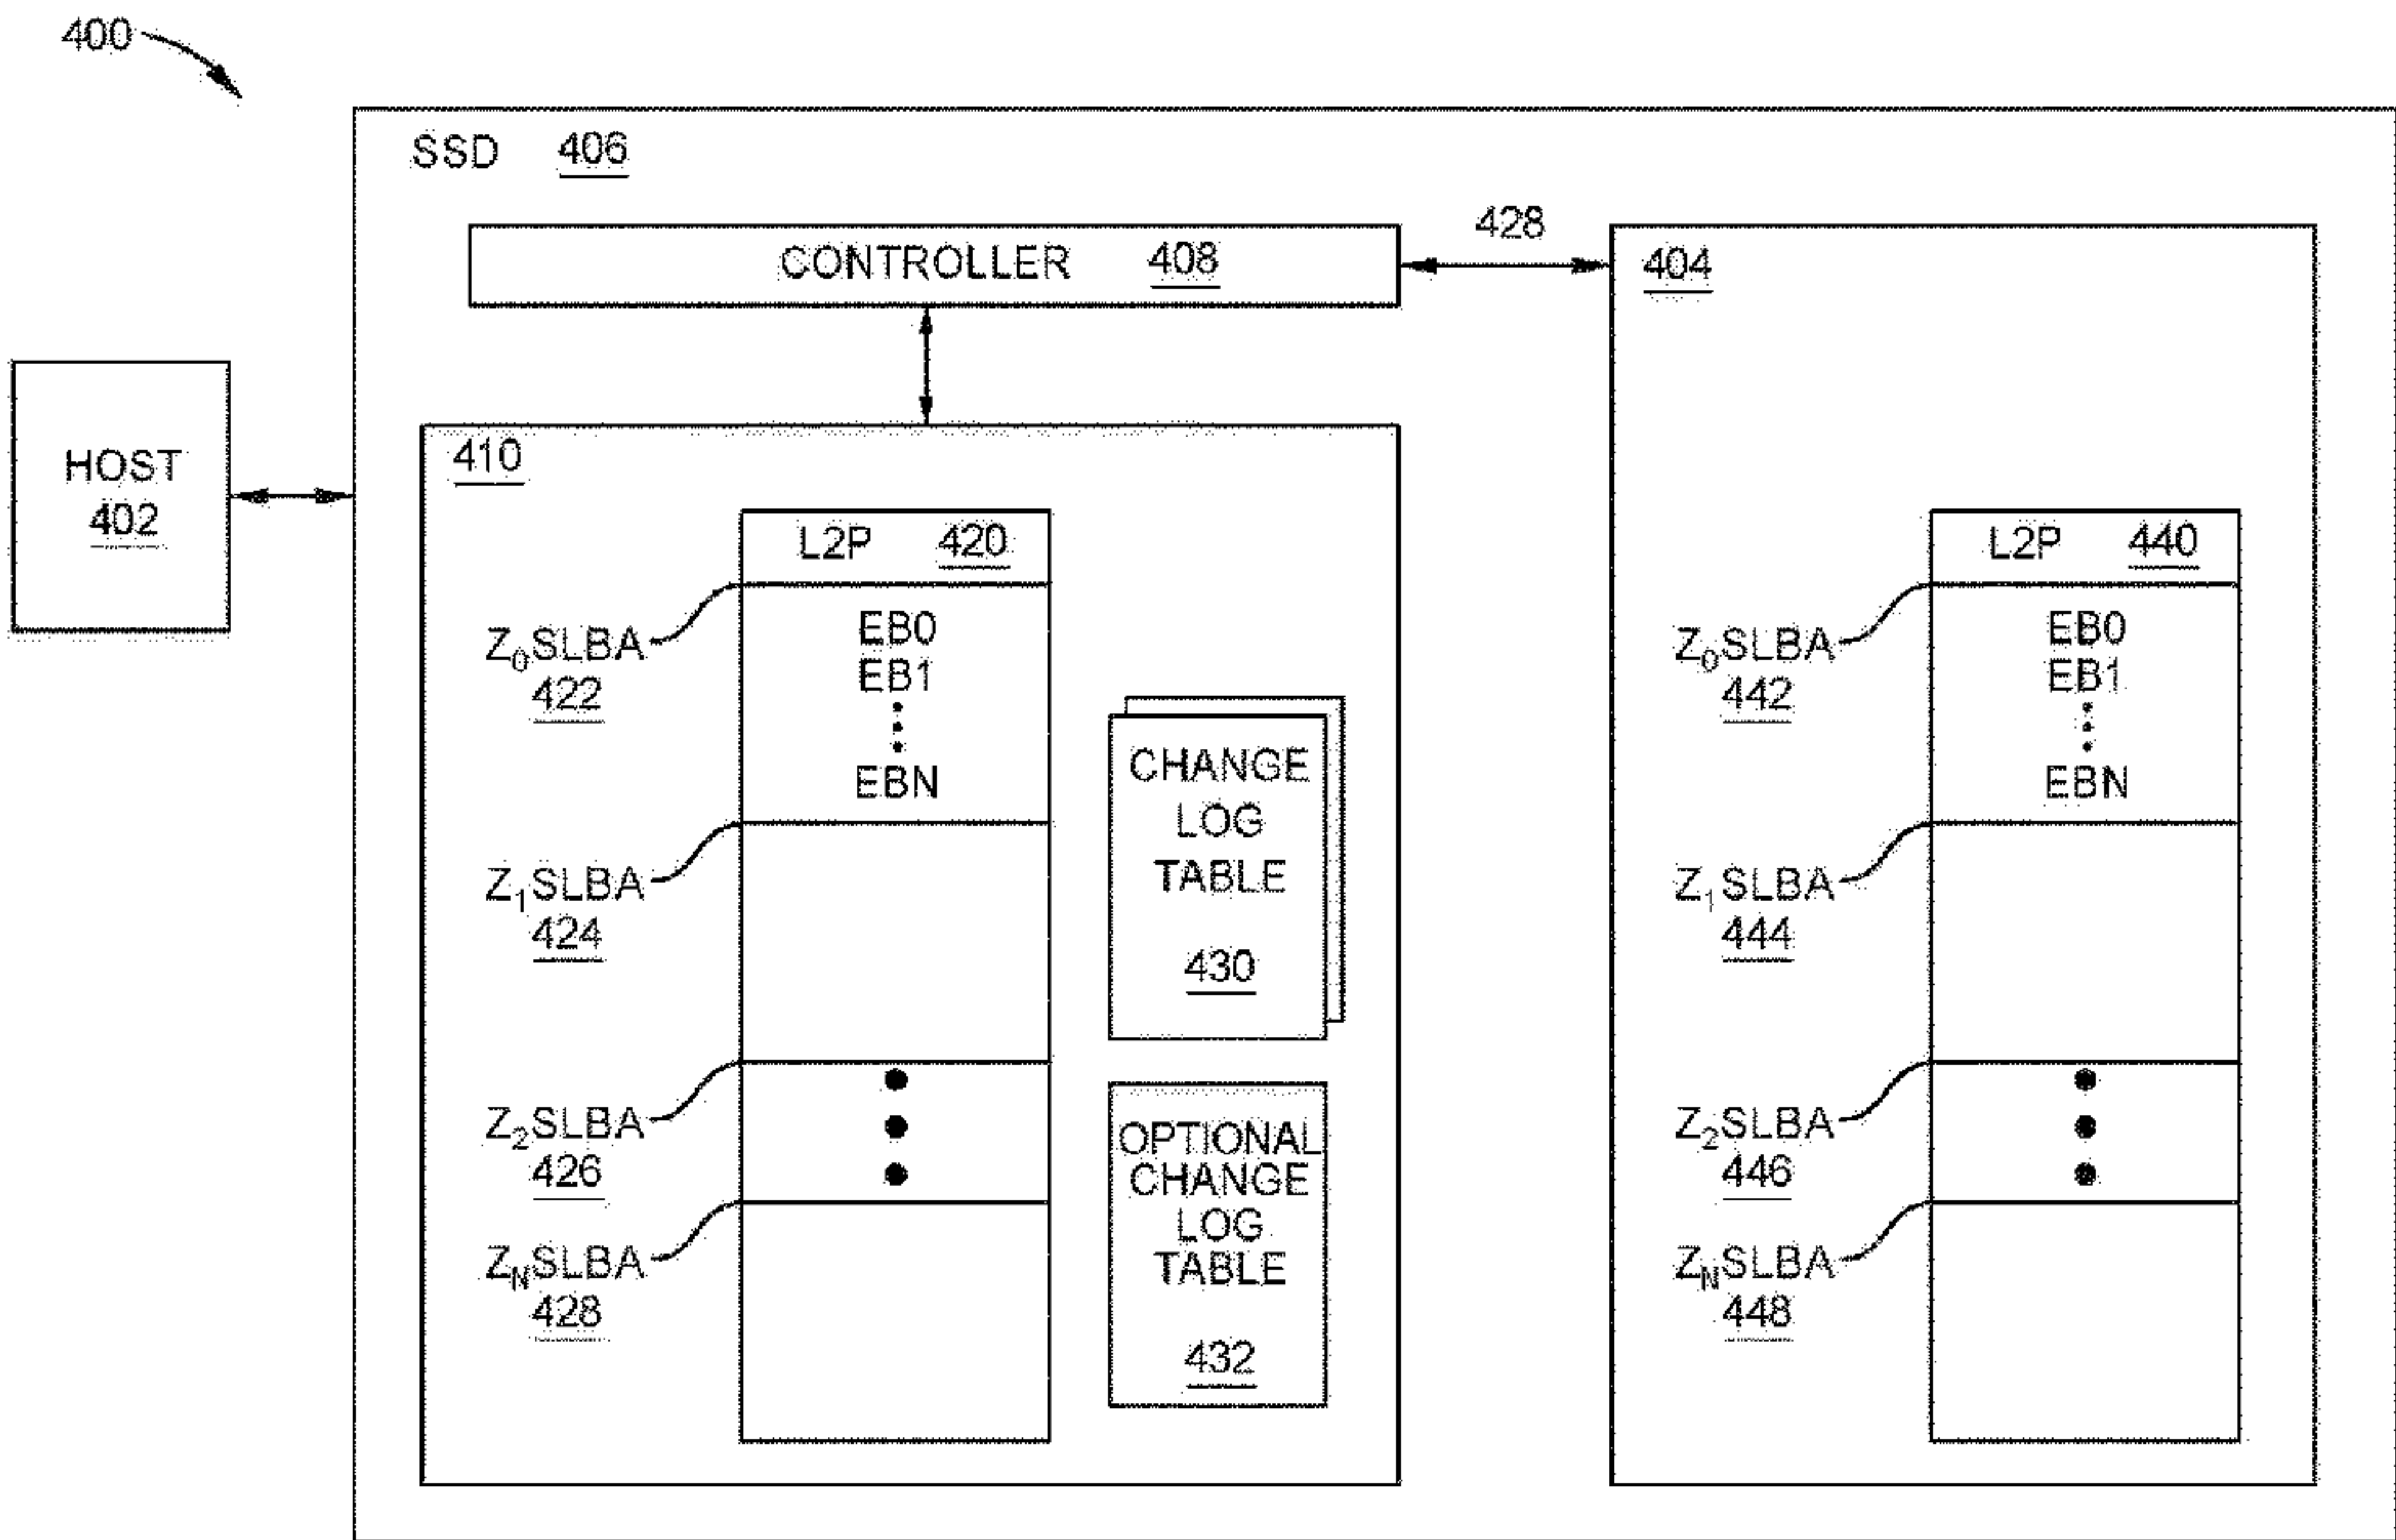 400
SSD 406
CONTROLLER 408
428
404
HOST
402
410
L2P 420
Z0SLBA
422
EB0
EB1
EBN
Z1SLBA
424
Z2SLBA
426
ZNSLBA
428
CHANGE
LOG
TABLE
430
OPTIONAL
CHANGE
LOG
TABLE
432
L2P 440
Z0SLBA
442
EB0
EB1
EBN
Z1SLBA
444
Z2SLBA
446
ZNSLBA
448